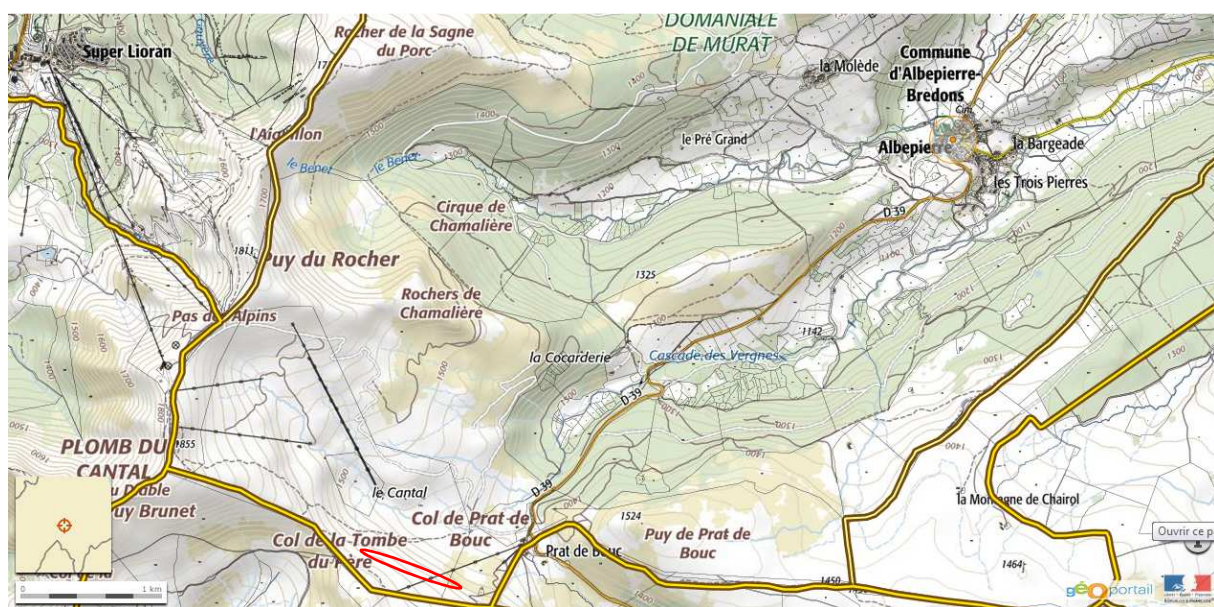 DOMANIALE
DE MURAT
Super Lioran
Rocher de la Sagne
du Porc
la Molède
Commune
d'Albepierre-
Bredons
Cim.
l'Aiguillon
le Benet
le Benet
le Pré Grand
Albepierre
la Bargeade
les Trois Pierres
D 39
Cirque de
Chamalière
1811
Puy du Rocher
Rochers de
Chamalière
1325
1142
la Cocarderie
Cascade des Vergnes
D 39
PLOMB DU
CANTAL
1855
le Cantal
D 39
Col de Prat de
Bouc
1524
Puy de Prat de
Bouc
Prat de Bouc
la Montagne de Chairol
1464
1450
Col de la Tombe
du Père
Ouvrir ce p
0
1 km
géoportail